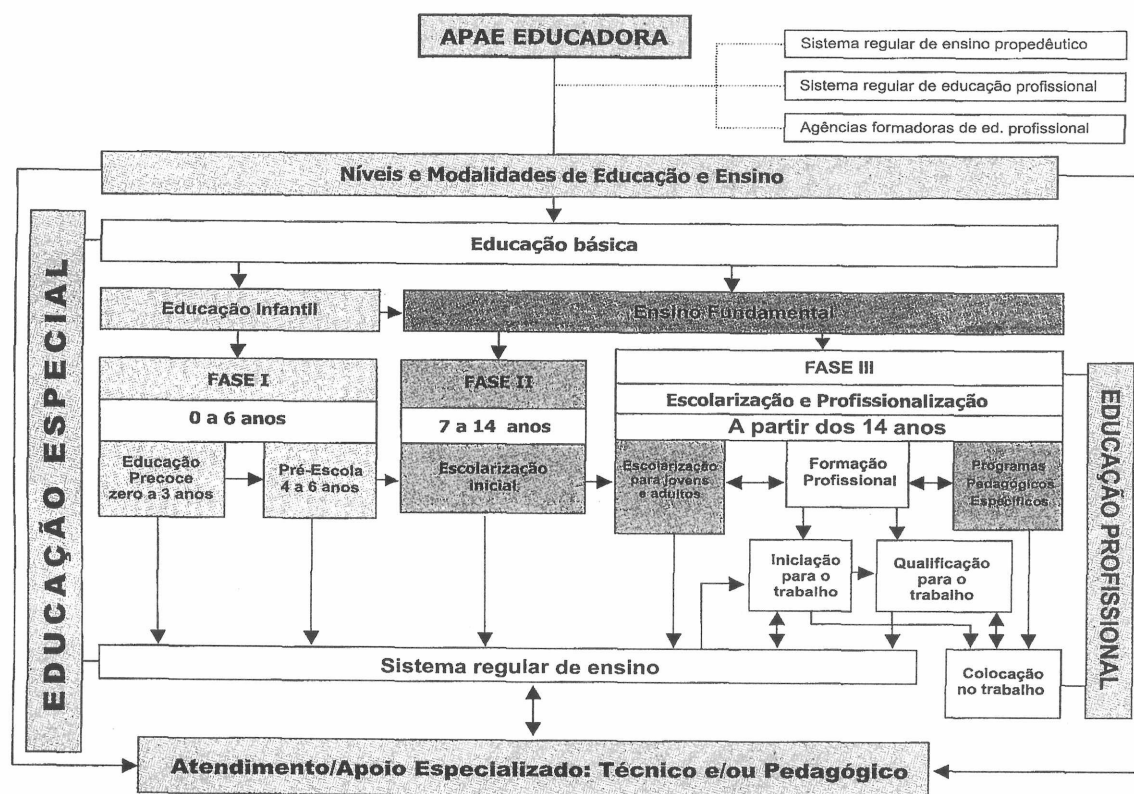 APAE EDUCADORA
Sistema regular de ensino propedêutico
Sistema regular de educação profissional
Agências formadoras de ed. profissional
Níveis e Modalidades de Educação e Ensino
EDUCAÇÃO ESPECIAL
Educação básica
Educação Infantil
Ensino Fundamental
FASE I
0 a 6 anos
Educação
Precoce
zero a 3 anos
Pré-Escola
4 a 6 anos
FASE II
7 a 14 anos
Escolarização
inicial
FASE III
Escolarização e Profissionalização
A partir dos 14 anos
Escolarização
para jovens
e adultos
Formação
Profissional
Programas
Pedagógicos
Específicos
Iniciação
para o
trabalho
Qualificação
para o
trabalho
EDUCAÇÃO PROFISSIONAL
Sistema regular de ensino
Colocação
no trabalho
Atendimento/Apoio Especializado: Técnico e/ou Pedagógico